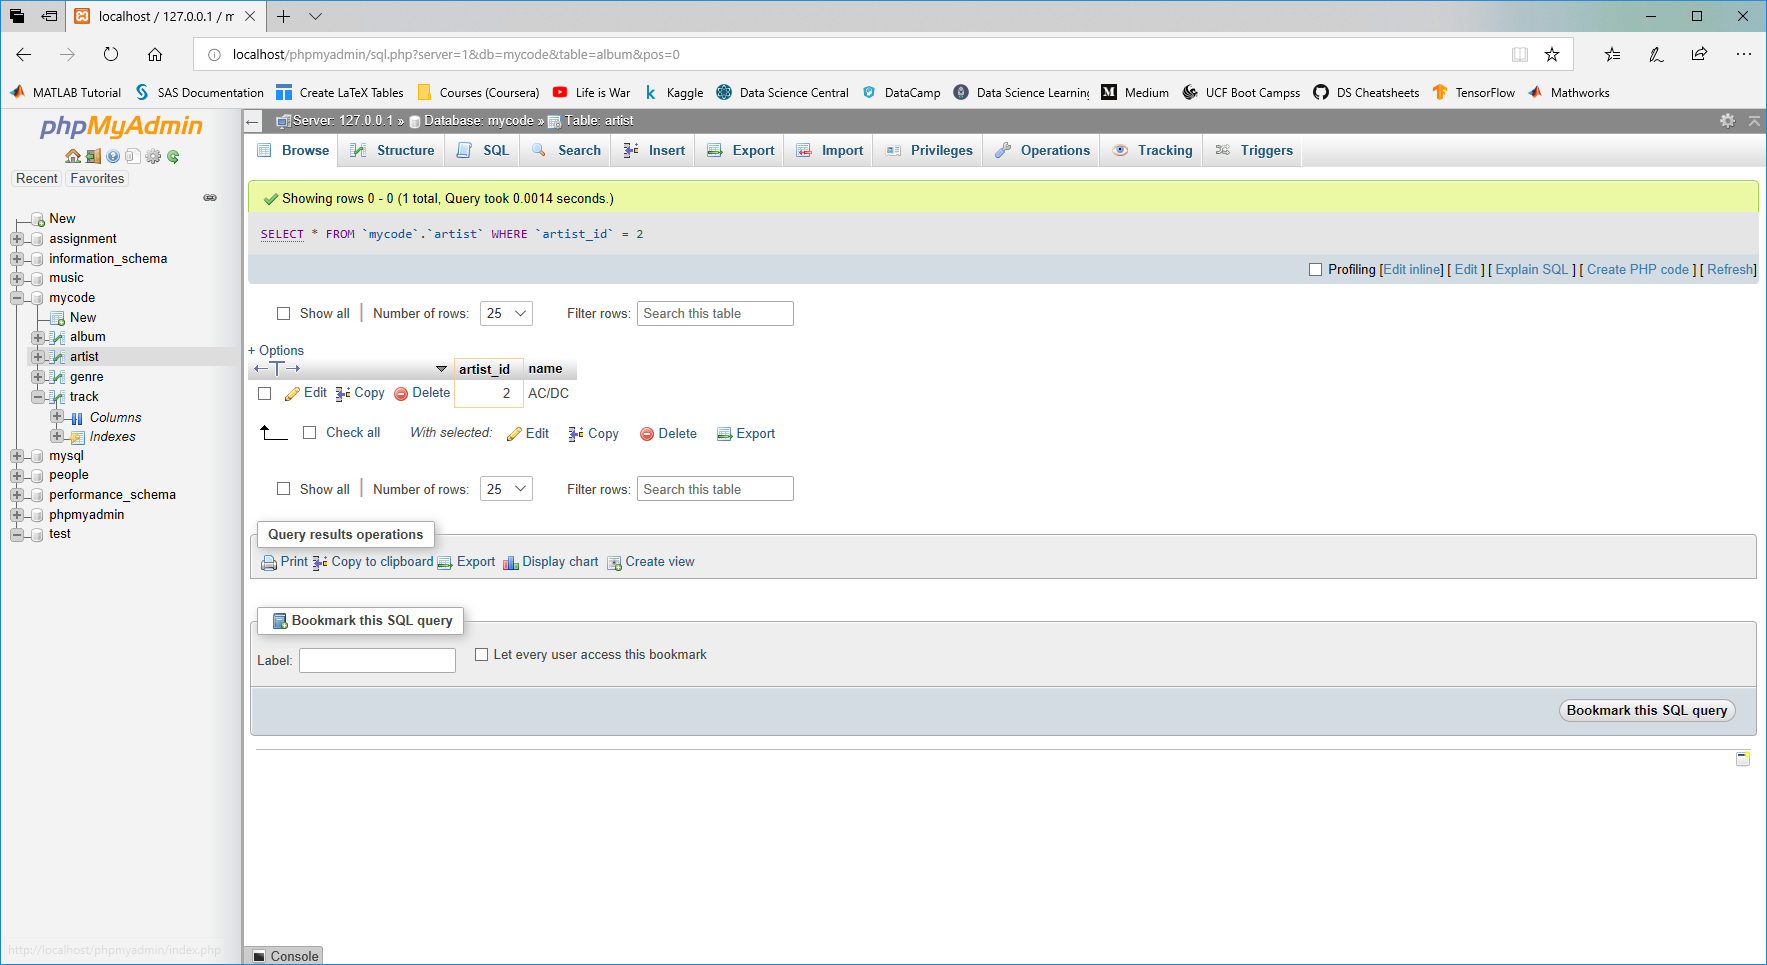 localhost / 127.0.0.1 / m
localhost/phpmyadmin/sql.php?server=1&db=mycode&table=album&pos=0
MATLAB Tutorial SAS Documentation Create LaTeX Tables Courses (Coursera) Life is War Kaggle Data Science Central DataCamp Data Science Learning Medium UCF Boot Campss DS Cheatsheets TensorFlow Mathworks
phpMyAdmin
Recent Favorites
New
assignment
information_schema
music
mycode
New
album
artist
genre
track
Columns
Indexes
mysql
people
performance_schema
phpmyadmin
test
http://localhost/phpmyadmin/index.php
Server: 127.0.0.1 » Database: mycode » Table: artist
Browse Structure SQL Search Insert Export Import Privileges Operations Tracking Triggers
Showing rows 0 - 0 (1 total, Query took 0.0014 seconds.)
SELECT * FROM `mycode`.`artist` WHERE `artist_id` = 2
Profiling [Edit inline] [ Edit ] [ Explain SQL ] [ Create PHP code ] [ Refresh]
Show all | Number of rows: 25 Filter rows: Search this table
+ Options
←T→ artist_id name
Edit Copy Delete 2 AC/DC
Check all With selected: Edit Copy Delete Export
Show all | Number of rows: 25 Filter rows: Search this table
Query results operations
Print Copy to clipboard Export Display chart Create view
Bookmark this SQL query
Label: Let every user access this bookmark
Bookmark this SQL query
Console